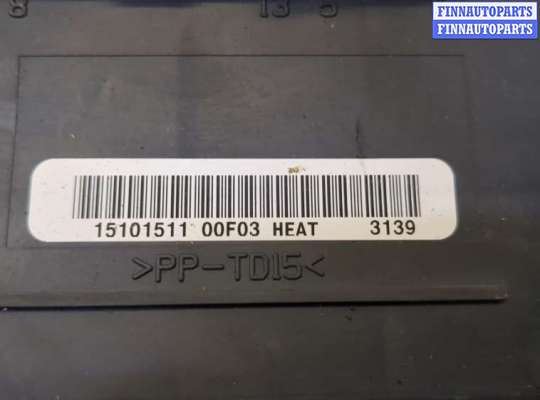 FINNAUTOPARTS
FINNAUTOPARTS
15101511 00F03 HEAT 3139
>PP-TD15<